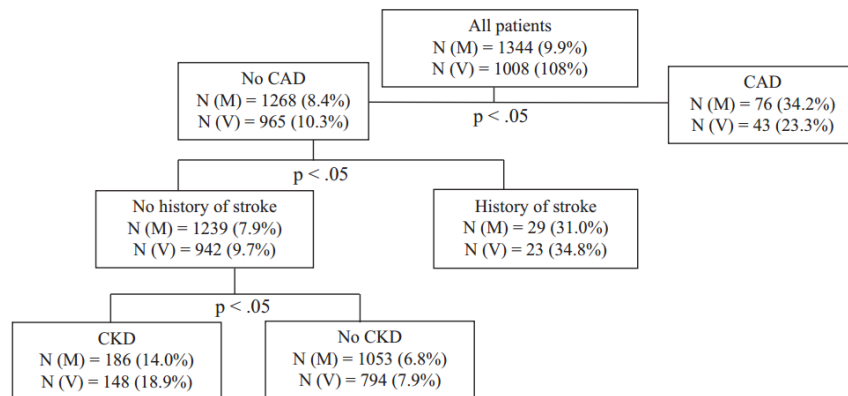 All patients
N (M) = 1344 (9.9%)
N (V) = 1008 (108%)
No CAD
N (M) = 1268 (8.4%)
N (V) = 965 (10.3%)
CAD
N (M) = 76 (34.2%)
N (V) = 43 (23.3%)
p < .05
p < .05
No history of stroke
N (M) = 1239 (7.9%)
N (V) = 942 (9.7%)
History of stroke
N (M) = 29 (31.0%)
N (V) = 23 (34.8%)
p < .05
CKD
N (M) = 186 (14.0%)
N (V) = 148 (18.9%)
No CKD
N (M) = 1053 (6.8%)
N (V) = 794 (7.9%)